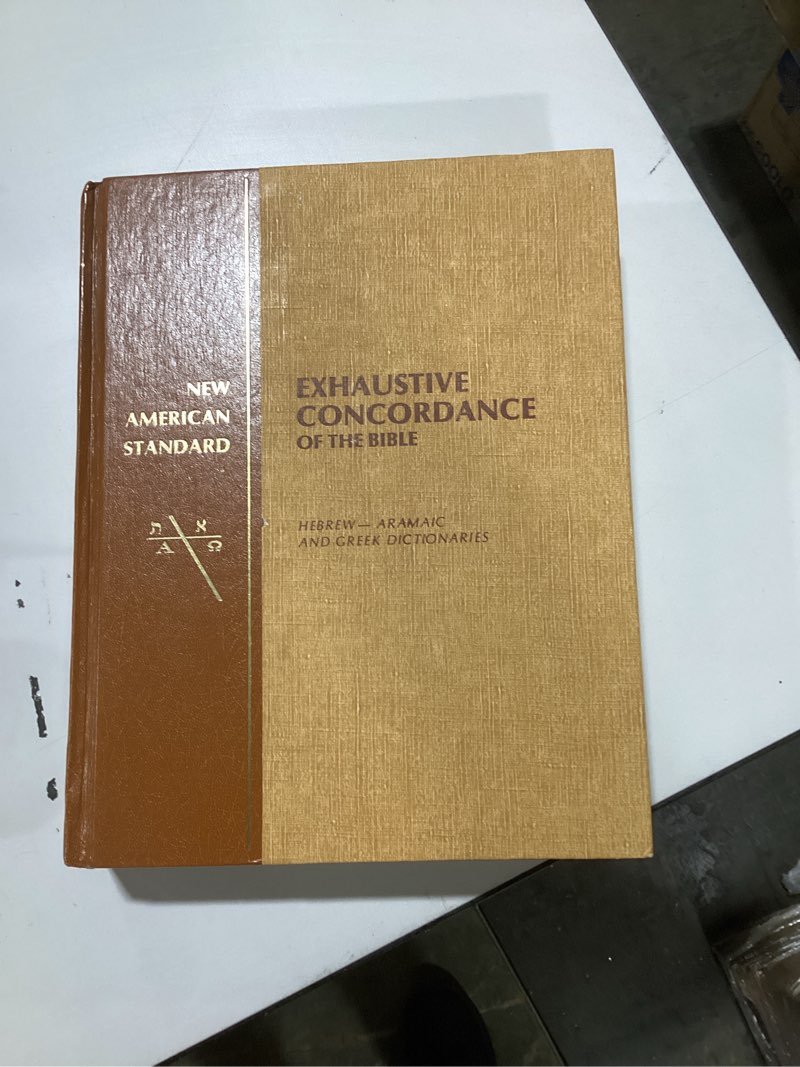 NEW
AMERICAN
STANDARD
ת א
Α Ω
EXHAUSTIVE
CONCORDANCE
OF THE BIBLE
HEBREW — ARAMAIC
AND GREEK DICTIONARIES